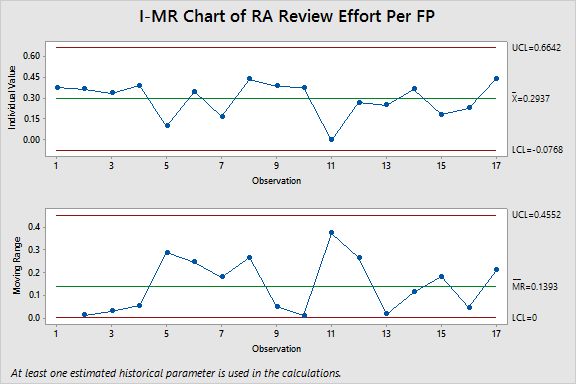 I-MR Chart of RA Review Effort Per FP
UCL=0.6642
0.60
0.45
0.30
0.15
0.00
Individual Value
X̄=0.2937
LCL=-0.0768
1 3 5 7 9 11 13 15 17
Observation
UCL=0.4552
0.4
0.3
0.2
0.1
0.0
Moving Range
M̅R̅=0.1393
LCL=0
1 3 5 7 9 11 13 15 17
Observation
At least one estimated historical parameter is used in the calculations.